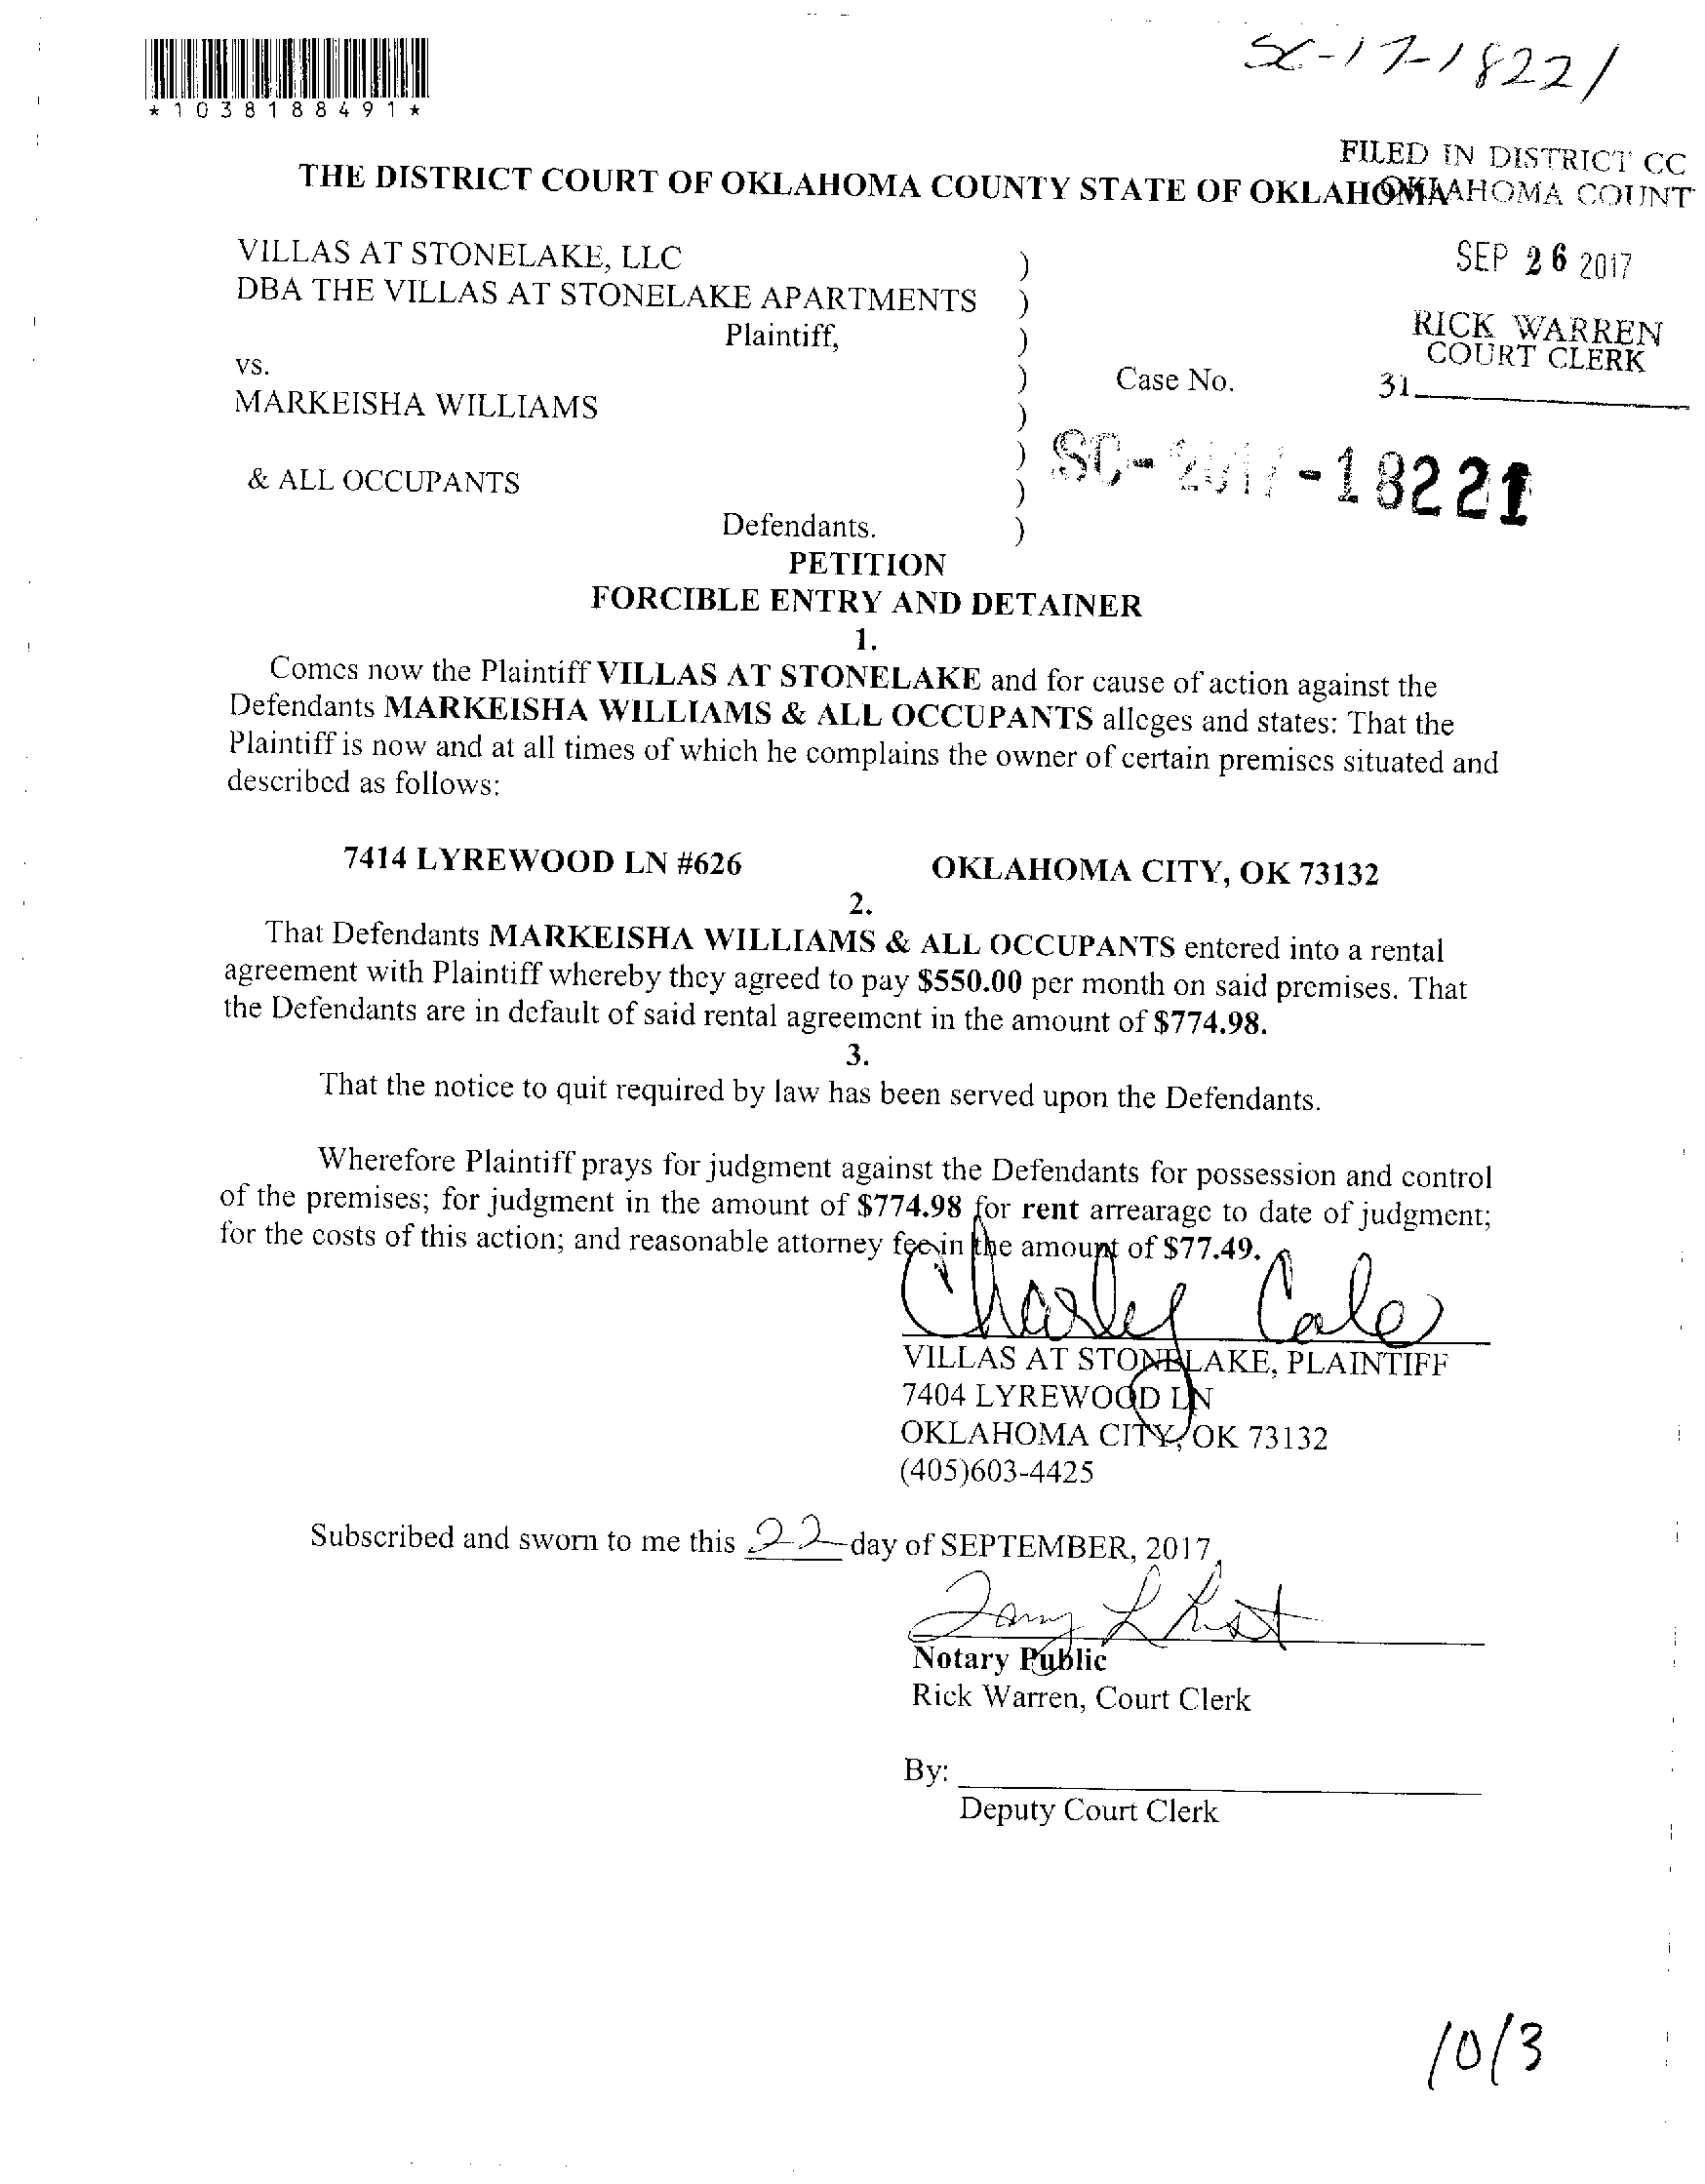 SC-17-18221
*1038188491*
FILED IN DISTRICT CC
THE DISTRICT COURT OF OKLAHOMA COUNTY STATE OF OKLAHOMA
OKLAHOMA COUNT
VILLAS AT STONELAKE, LLC
DBA THE VILLAS AT STONELAKE APARTMENTS
Plaintiff,
SEP 26 2017
RICK WARREN
COURT CLERK
31
vs.
MARKEISHA WILLIAMS
Case No.
SC-2017-18221
& ALL OCCUPANTS
Defendants.
PETITION
FORCIBLE ENTRY AND DETAINER
1.
Comes now the Plaintiff VILLAS AT STONELAKE and for cause of action against the
Defendants MARKEISHA WILLIAMS & ALL OCCUPANTS alleges and states: That the
Plaintiff is now and at all times of which he complains the owner of certain premises situated and
described as follows:
7414 LYREWOOD LN #626 OKLAHOMA CITY, OK 73132
2.
That Defendants MARKEISHA WILLIAMS & ALL OCCUPANTS entered into a rental
agreement with Plaintiff whereby they agreed to pay $550.00 per month on said premises. That
the Defendants are in default of said rental agreement in the amount of $774.98.
3.
That the notice to quit required by law has been served upon the Defendants.
Wherefore Plaintiff prays for judgment against the Defendants for possession and control
of the premises; for judgment in the amount of $774.98 for rent arrearage to date of judgment;
for the costs of this action; and reasonable attorney fee in the amount of $77.49.
Charley Cale
VILLAS AT STONELAKE, PLAINTIFF
7404 LYREWOOD LN
OKLAHOMA CITY, OK 73132
(405)603-4425
Subscribed and sworn to me this 22 day of SEPTEMBER, 2017,
Notary Public
Rick Warren, Court Clerk
By:
Deputy Court Clerk
10/3